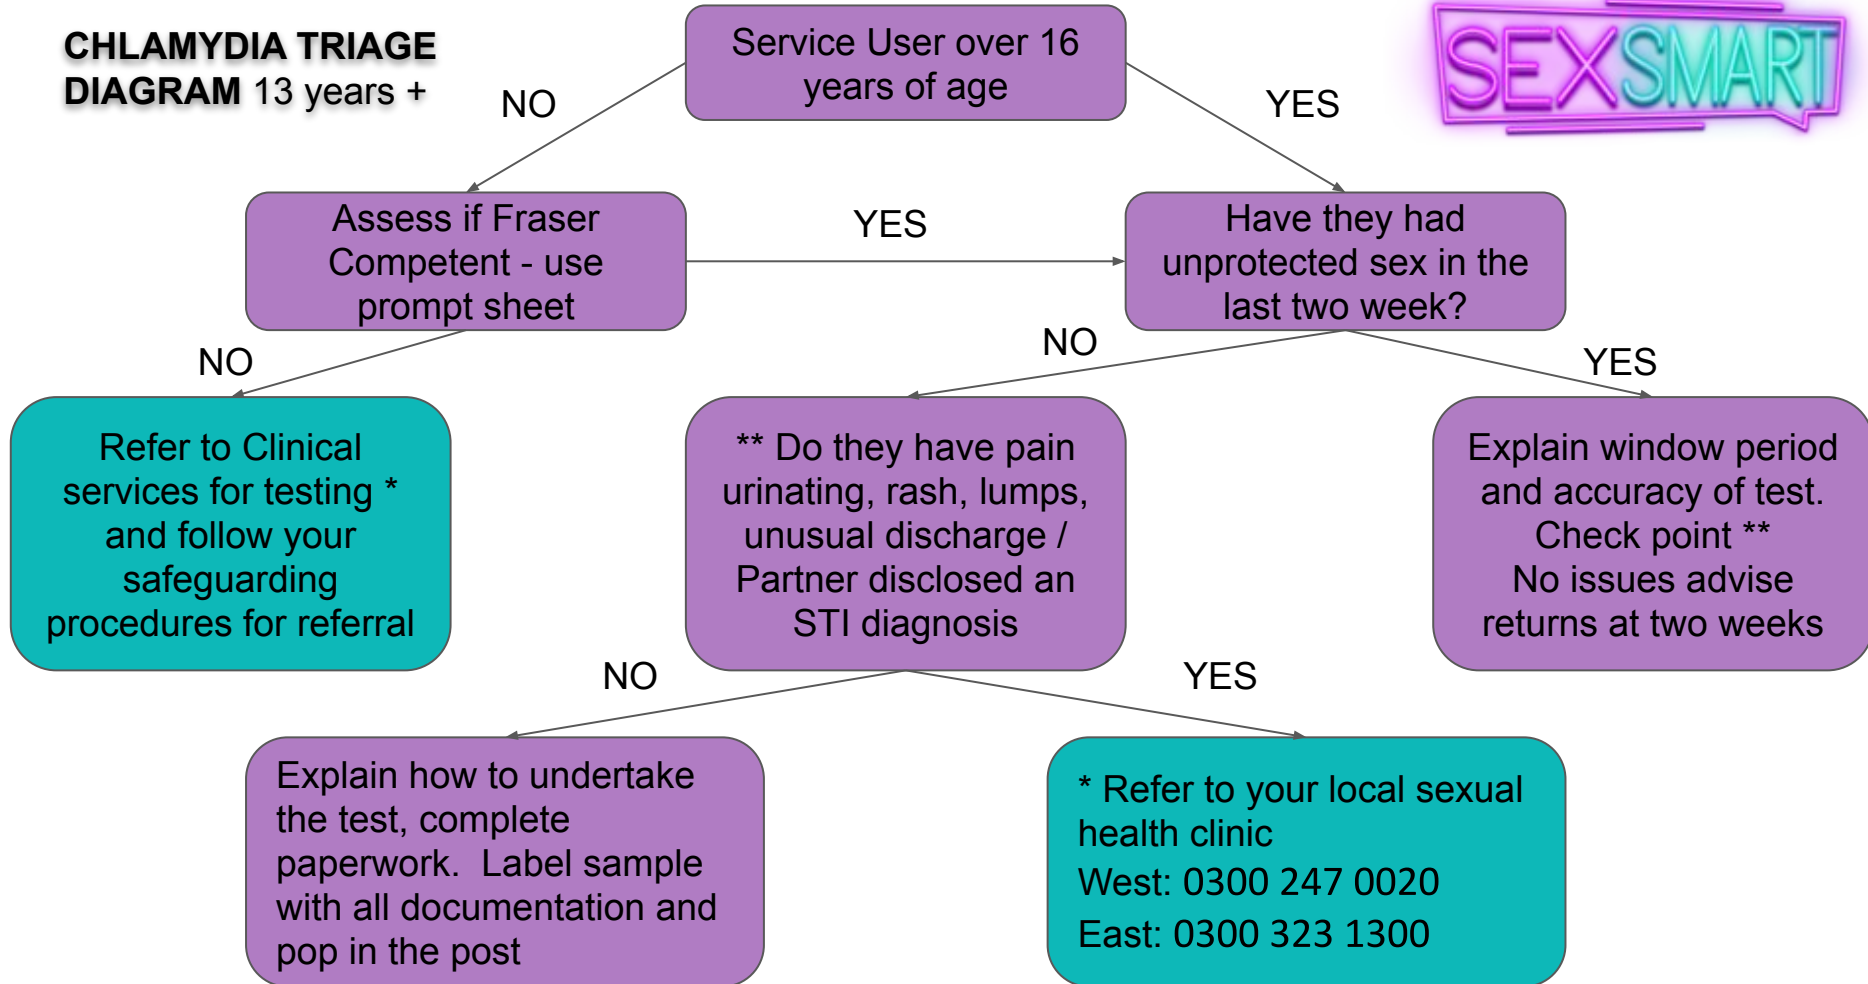 CHLAMYDIA TRIAGE
DIAGRAM 13 years +
Service User over 16
years of age
SEXSMART
NO
YES
Assess if Fraser
Competent - use
prompt sheet
YES
Have they had
unprotected sex in the
last two week?
NO
NO
YES
Refer to Clinical
services for testing *
and follow your
safeguarding
procedures for referral
** Do they have pain
urinating, rash, lumps,
unusual discharge /
Partner disclosed an
STI diagnosis
Explain window period
and accuracy of test.
Check point **
No issues advise
returns at two weeks
NO
YES
Explain how to undertake
the test, complete
paperwork.  Label sample
with all documentation and
pop in the post
* Refer to your local sexual
health clinic
West: 0300 247 0020
East: 0300 323 1300